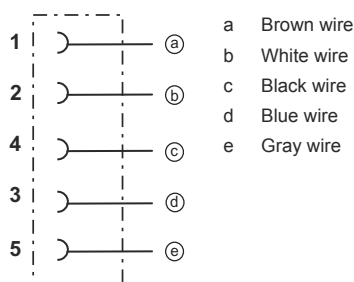 1 a
2 b
4 c
3 d
5 e
a Brown wire
b White wire
c Black wire
d Blue wire
e Gray wire